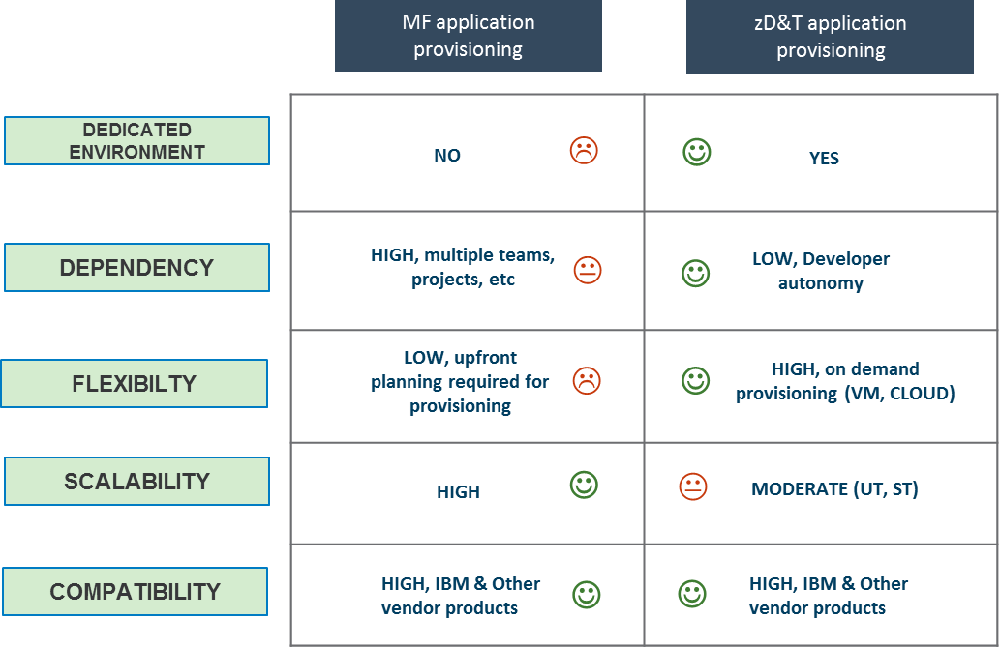 MF application
provisioning
zD&T application
provisioning
DEDICATED
ENVIRONMENT
NO
YES
DEPENDENCY
HIGH, multiple teams,
projects, etc
LOW, Developer
autonomy
FLEXIBILTY
LOW, upfront
planning required for
provisioning
HIGH, on demand
provisioning (VM, CLOUD)
SCALABILITY
HIGH
MODERATE (UT, ST)
COMPATIBILITY
HIGH, IBM & Other
vendor products
HIGH, IBM & Other
vendor products